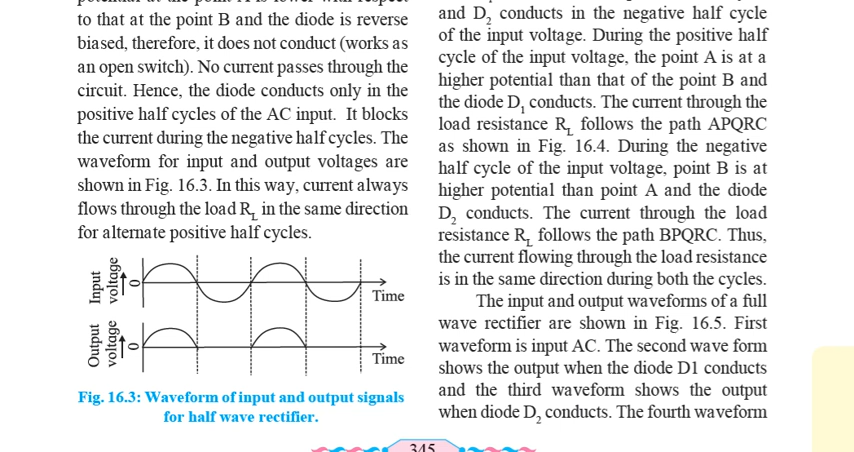 to that at the point B and the diode is reverse
biased, therefore, it does not conduct (works as
an open switch). No current passes through the
circuit. Hence, the diode conducts only in the
positive half cycles of the AC input. It blocks
the current during the negative half cycles. The
waveform for input and output voltages are
shown in Fig. 16.3. In this way, current always
flows through the load R_L in the same direction
for alternate positive half cycles.
Input
voltage
0
Time
Output
voltage
0
Time
Fig. 16.3: Waveform of input and output signals
for half wave rectifier.
and D₂ conducts in the negative half cycle
of the input voltage. During the positive half
cycle of the input voltage, the point A is at a
higher potential than that of the point B and
the diode D₁ conducts. The current through the
load resistance R_L follows the path APQRC
as shown in Fig. 16.4. During the negative
half cycle of the input voltage, point B is at
higher potential than point A and the diode
D₂ conducts. The current through the load
resistance R_L follows the path BPQRC. Thus,
the current flowing through the load resistance
is in the same direction during both the cycles.
The input and output waveforms of a full
wave rectifier are shown in Fig. 16.5. First
waveform is input AC. The second wave form
shows the output when the diode D1 conducts
and the third waveform shows the output
when diode D₂ conducts. The fourth waveform
345